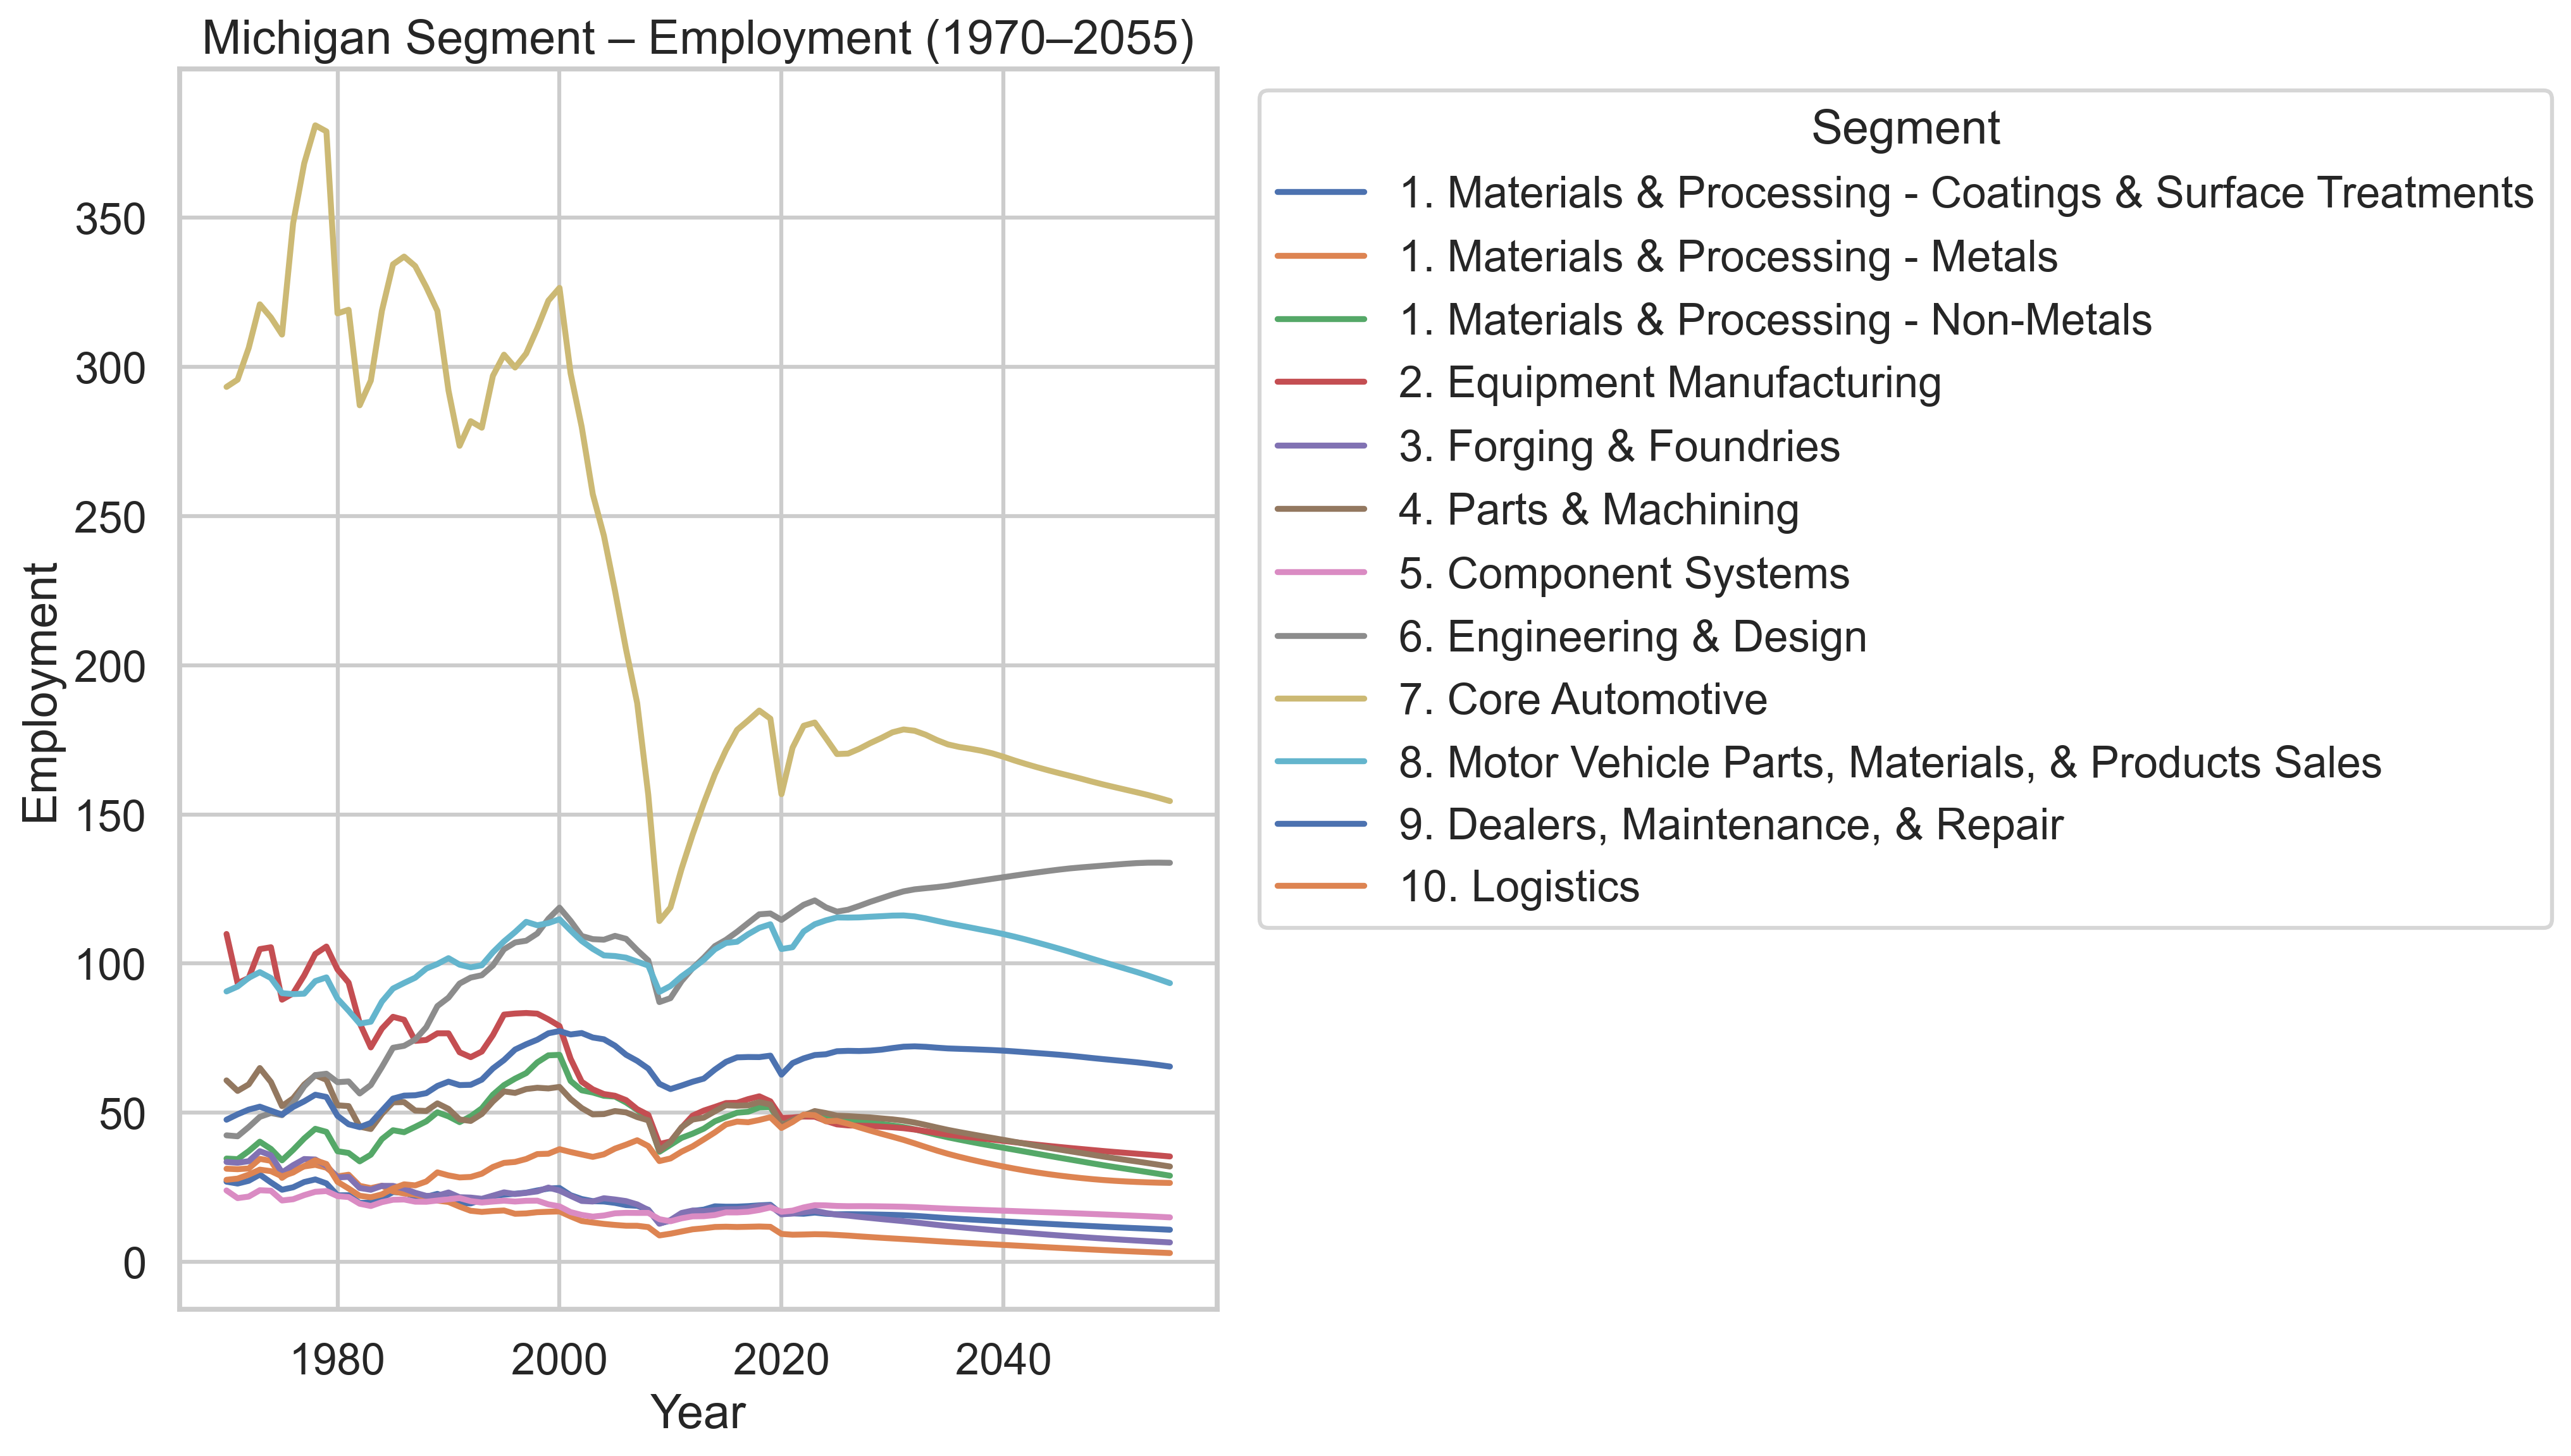 Michigan Segment – Employment (1970–2055)
Employment
350
300
250
200
150
100
50
0
1980 2000 2020 2040
Year
Segment
1. Materials & Processing - Coatings & Surface Treatments
1. Materials & Processing - Metals
1. Materials & Processing - Non-Metals
2. Equipment Manufacturing
3. Forging & Foundries
4. Parts & Machining
5. Component Systems
6. Engineering & Design
7. Core Automotive
8. Motor Vehicle Parts, Materials, & Products Sales
9. Dealers, Maintenance, & Repair
10. Logistics